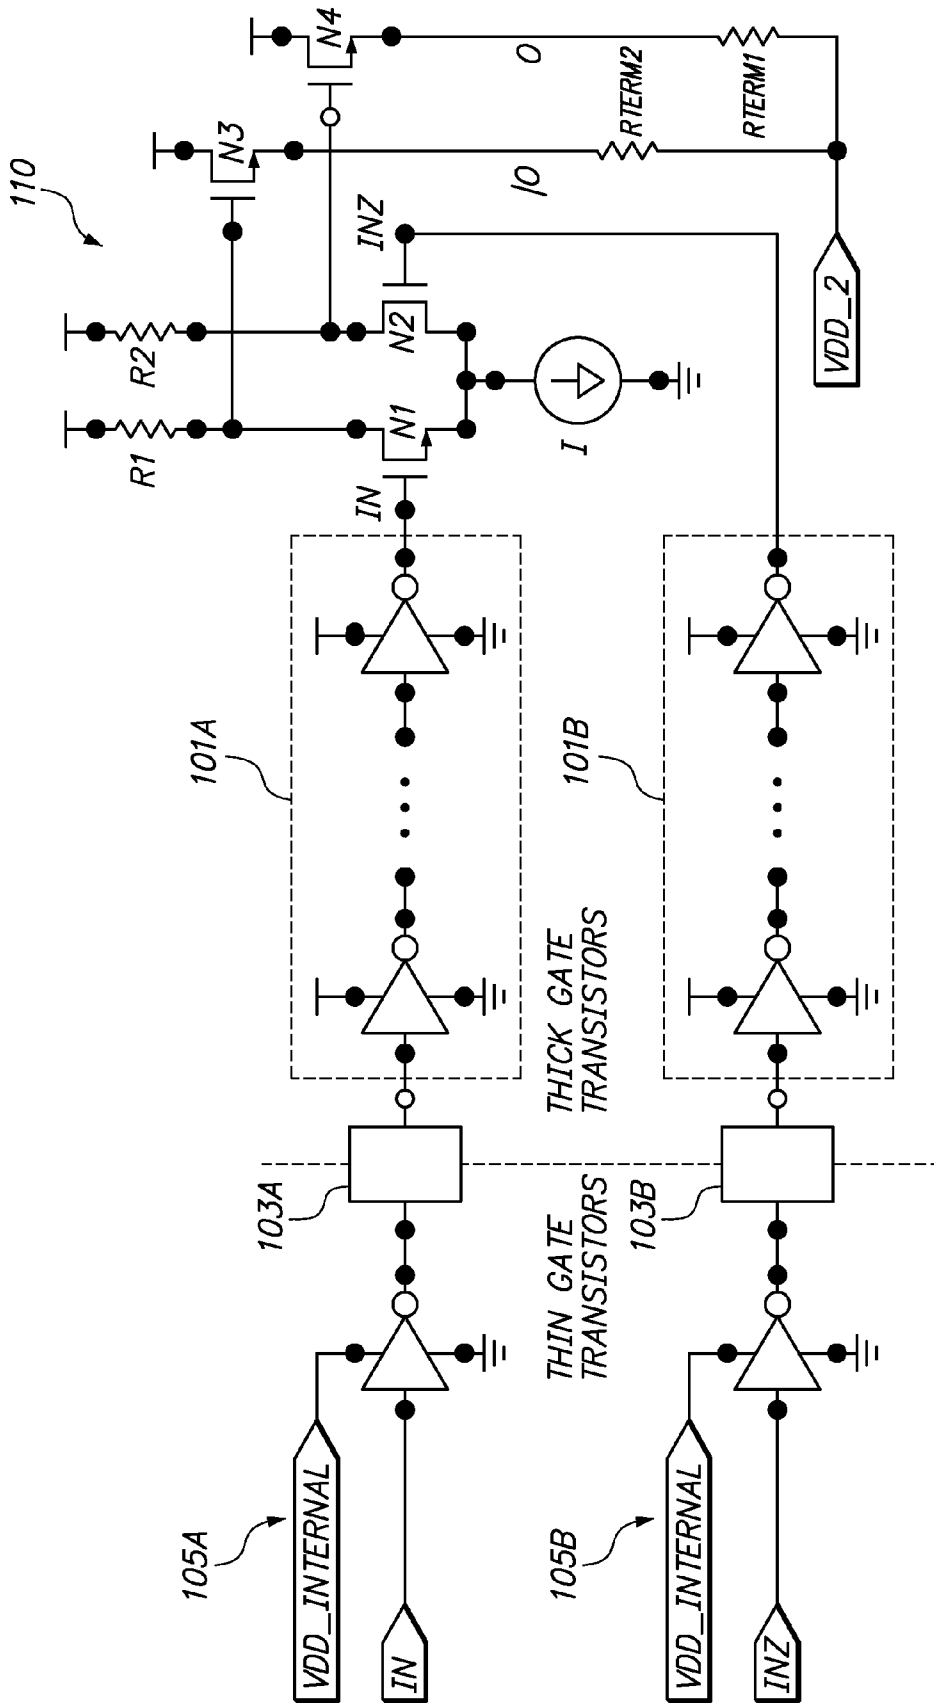 110
R1
R2
N3
N4
IN
N1
N2
INZ
I
/O
O
RTERM2
RTERM1
VDD_2
101A
101B
THICK GATE
TRANSISTORS
THIN GATE
TRANSISTORS
103A
103B
105A
VDD_INTERNAL
IN
105B
VDD_INTERNAL
INZ